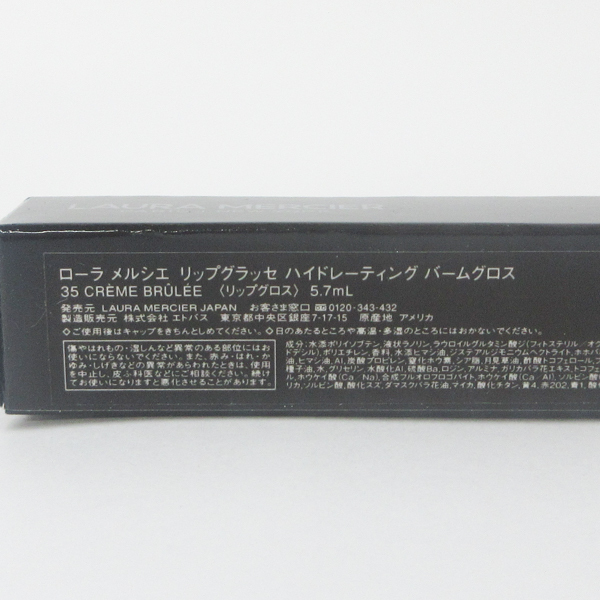 LAURA MERCIER
ローラ メルシエ リップグラッセ ハイドレーティング バームグロス
35 CRÈME BRÛLÉE 〈リップグロス〉 5.7mL
発売元 LAURA MERCIER JAPAN お客さま窓口 0120-343-432
製造販売元 株式会社 エトバス 東京都中央区銀座7-17-15 原産地 アメリカ
◇ご使用後はキャップをきちんとしめてください。 ◇日のあたるところや高温・多湿のところにはおかないでください。
傷やはれもの・湿しんなど異常のある部位にはお
使いにならないでください。また、赤み・はれ・かゆみ・しげきなどの異常があらわれたときは、使用
を中止し、皮ふ科医などにご相談ください。続けてお使いになりますと悪化させることがあります。
成分:水添ポリイソブテン、液状ラノリン、ラウロイルグルタミン酸ジ(フィトステリル/オク
ドデシル)、ポリエチレン、香料、水添ヒマシ油、ジステアルジモニウムヘクトライト、ホホバ
油、ヒマシ油、炭酸プロピレン、窒化ホウ素、シア脂、月見草油、酢酸トコフェロール
種子油、水、グリセリン、水酸化Al、硫酸Ba、ロジン、アルミナ、
ホウケイ酸(Ca/Na)、合成フルオロフロゴパイト、ホウケイ酸(Ca/Al)、ソルビン酸
リカ、ソルビン酸、酸化スズ、ダマスクバラ花油、マイカ、酸化チタン、黄4、赤202、青1、酸化